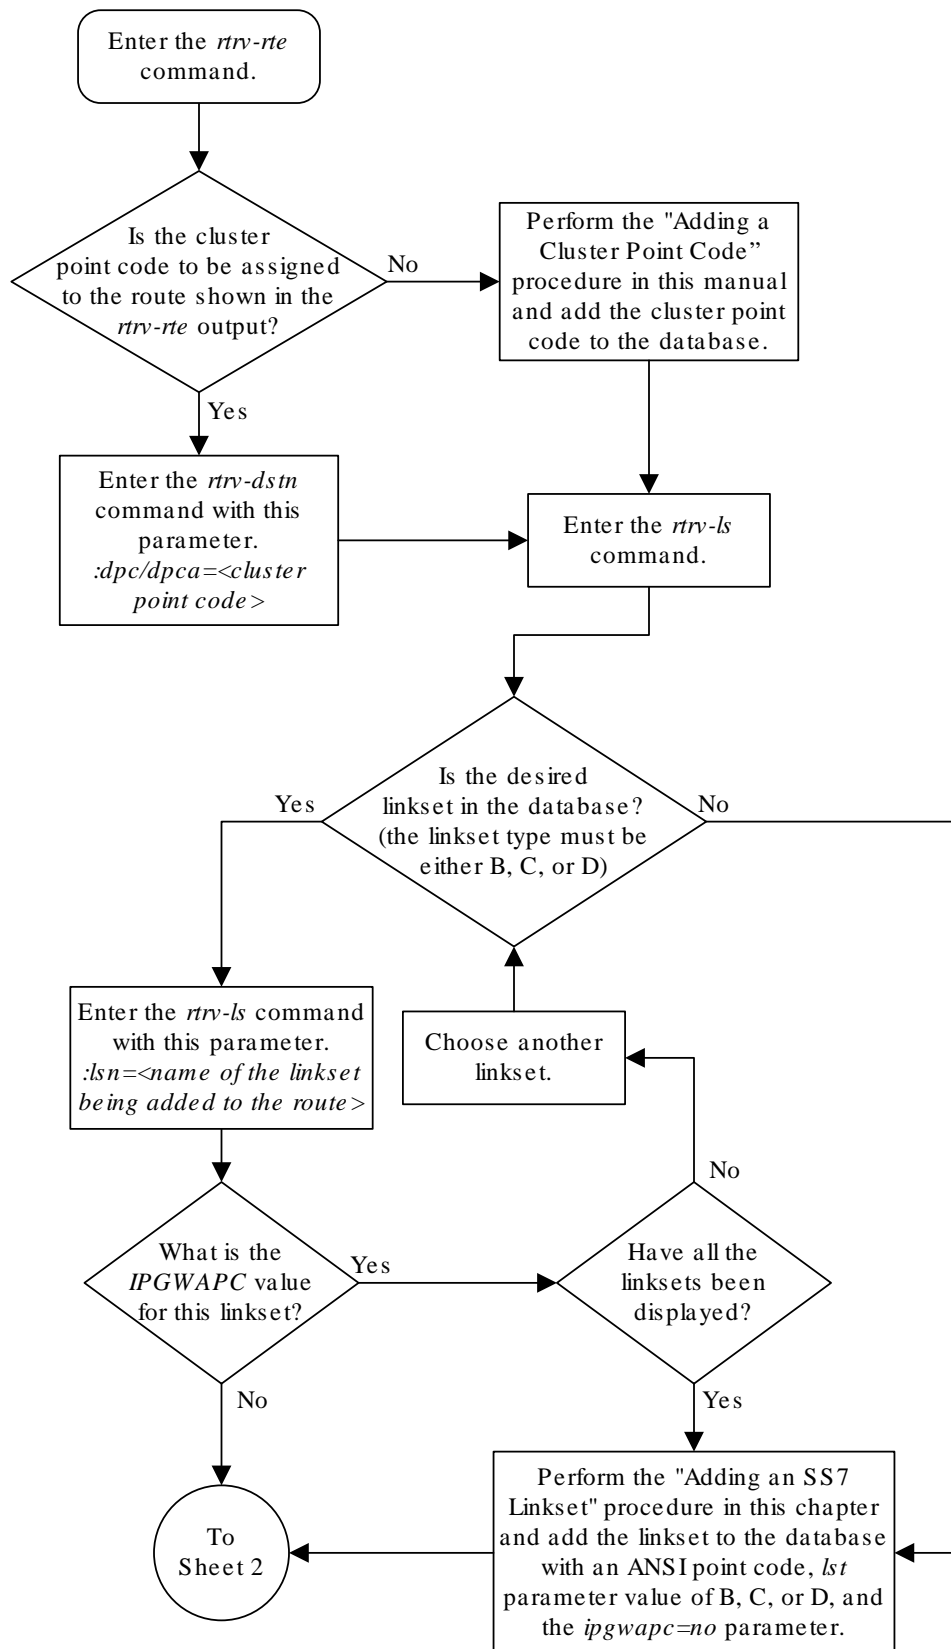 Enter the rtrv-rte
command.
Is the cluster
point code to be assigned
to the route shown in the
rtrv-rte output?
No
Perform the "Adding a
Cluster Point Code”
procedure in this manual
and add the cluster point
code to the database.
Yes
Enter the rtrv-dstn
command with this
parameter.
:dpc/dpca=<cluster
point code>
Enter the rtrv-ls
command.
Is the desired
linkset in the database?
(the linkset type must be
either B, C, or D)
Yes
No
Enter the rtrv-ls command
with this parameter.
:lsn=<name of the linkset
being added to the route>
Choose another
linkset.
No
What is the
IPGWAPC value
for this linkset?
Yes
Have all the
linksets been
displayed?
No
Yes
To
Sheet 2
Perform the "Adding an SS7
Linkset" procedure in this chapter
and add the linkset to the database
with an ANSI point code, lst
parameter value of B, C, or D, and
the ipgwapc=no parameter.